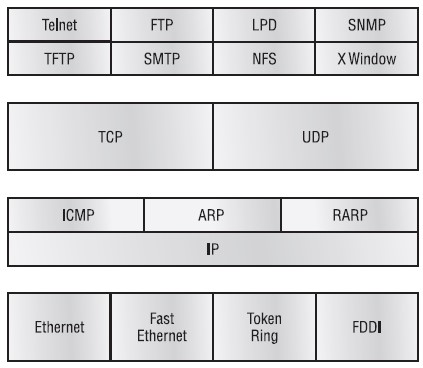 Telnet FTP LPD SNMP
TFTP SMTP NFS X Window
TCP UDP
ICMP ARP RARP
IP
Ethernet Fast Ethernet Token Ring FDDI